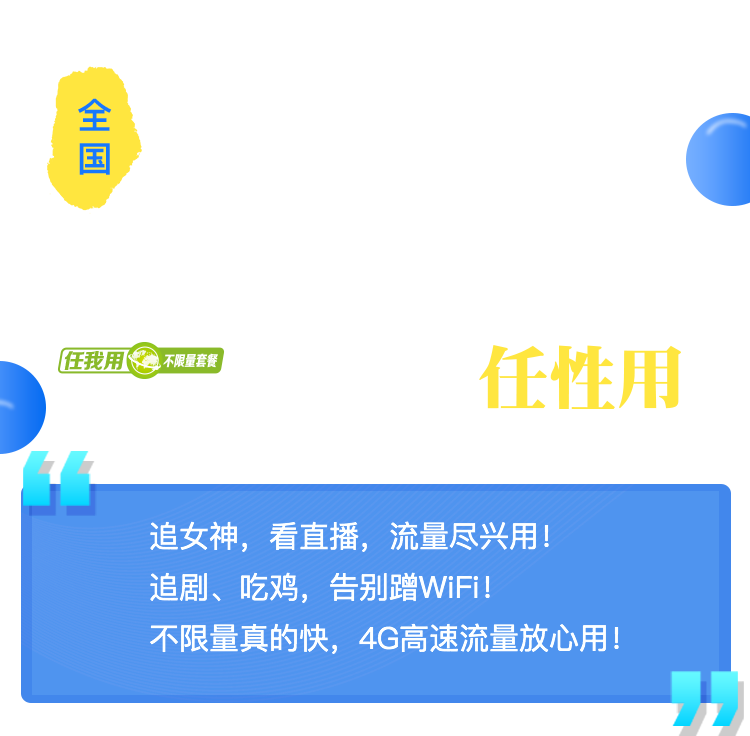 全
国
任我用 不限量套餐
任性用
追女神，看直播，流量尽兴用！
追剧、吃鸡，告别蹭WiFi！
不限量真的快，4G高速流量放心用！